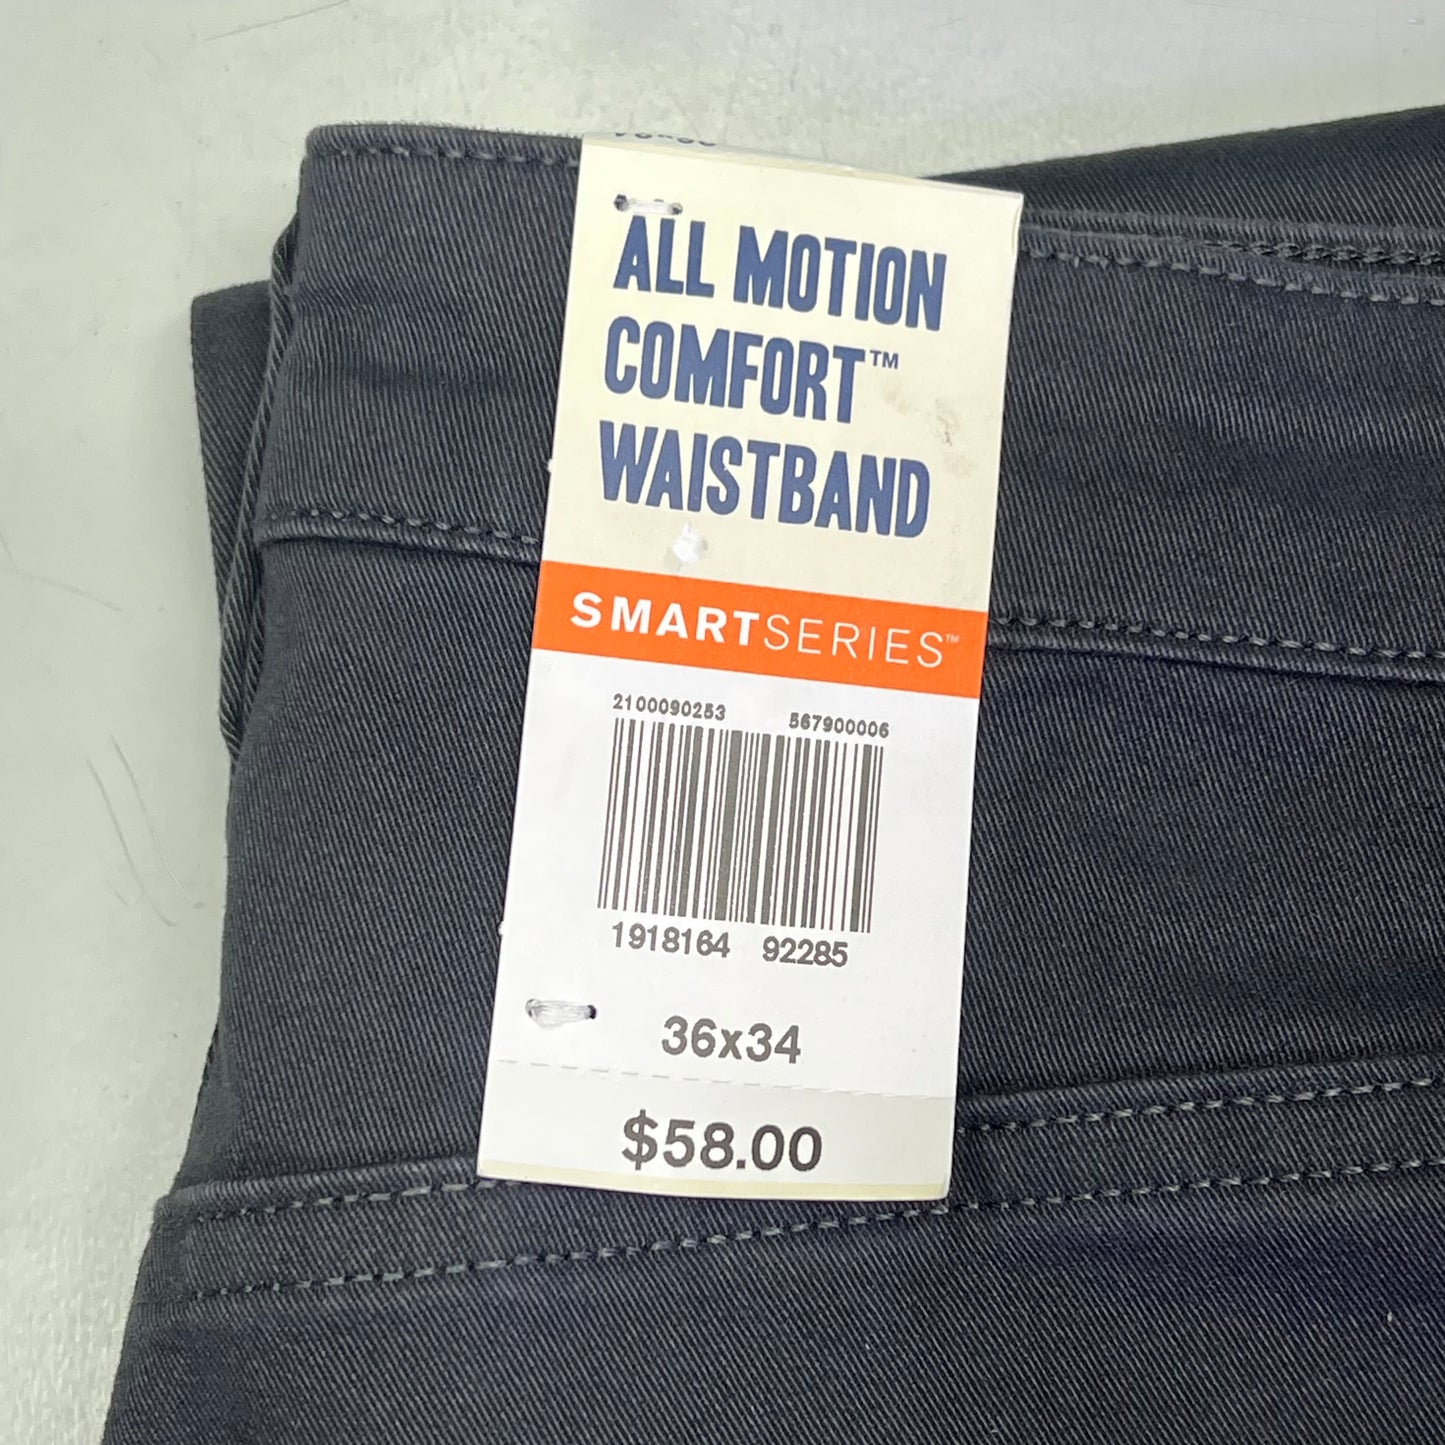 ALL MOTION
COMFORT™
WAISTBAND
SMARTSERIES™
2100090253 567900006
1918164 92285
36x34
$58.00